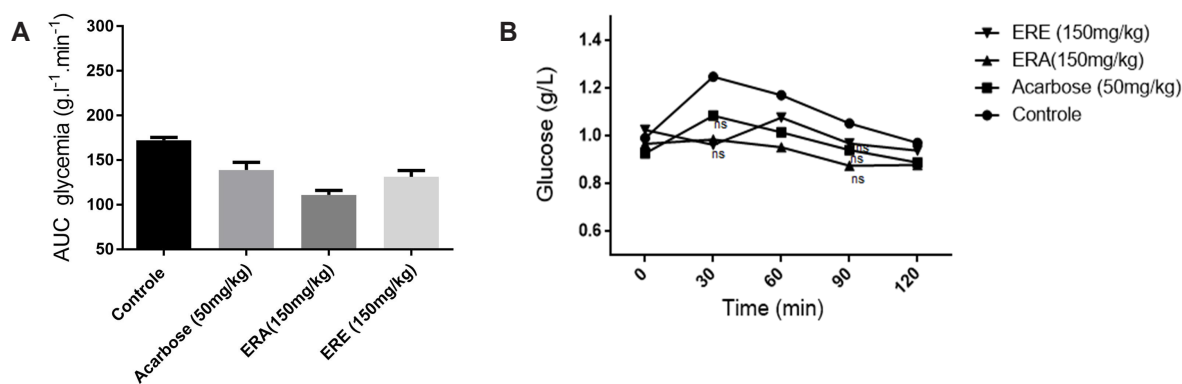 A
AUC glycemia (g.l⁻¹.min⁻¹)
300
250
200
150
100
50
Controle
Acarbose (50mg/kg)
ERA(150mg/kg)
ERE (150mg/kg)
B
Glucose (g/L)
1.4
1.2
1.0
0.8
0.6
ns
ns
ns
ns
ns
0
30
60
90
120
Time (min)
ERE (150mg/kg)
ERA(150mg/kg)
Acarbose (50mg/kg)
Controle